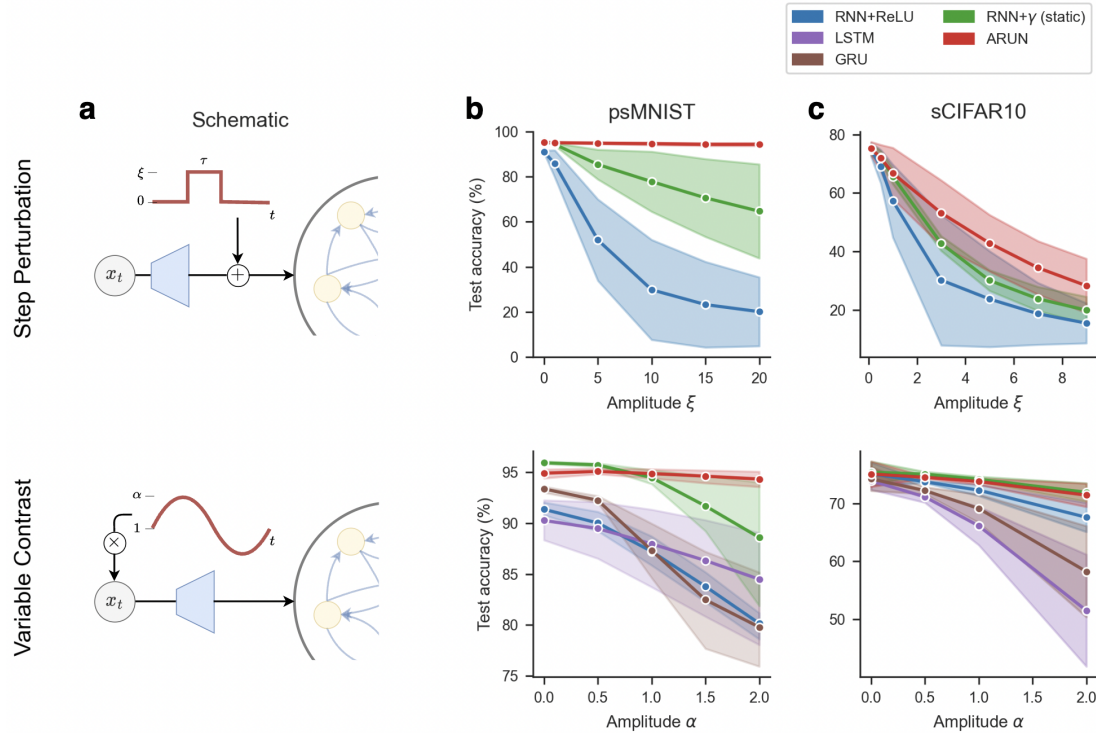 RNN+ReLU
LSTM
GRU
RNN+γ (static)
ARUN
a
Schematic
b
psMNIST
c
sCIFAR10
Step Perturbation
ξ
0
τ
t
x_t
+
Test accuracy (%)
100
80
60
40
20
0
0 5 10 15 20
Amplitude ξ
80
60
40
20
0 2 4 6 8
Amplitude ξ
Variable Contrast
α
1
t
×
x_t
Test accuracy (%)
95
90
85
80
75
0.0 0.5 1.0 1.5 2.0
Amplitude α
70
60
50
0.0 0.5 1.0 1.5 2.0
Amplitude α